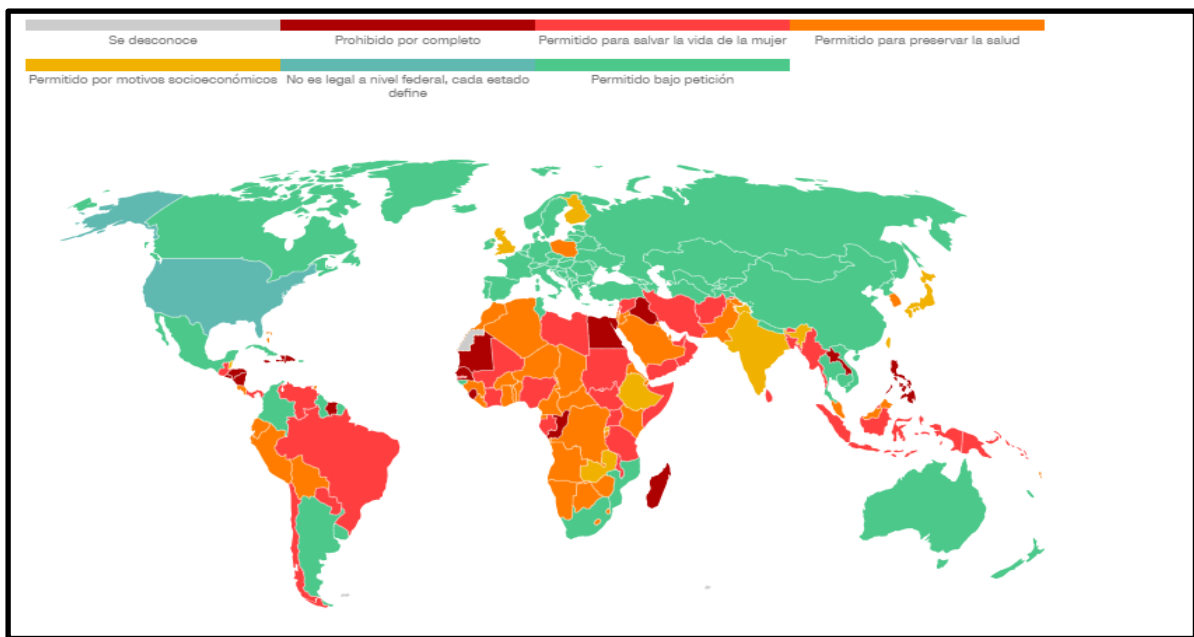 Se desconoce
Prohibido por completo
Permitido para salvar la vida de la mujer
Permitido para preservar la salud
Permitido por motivos socioeconómicos
No es legal a nivel federal, cada estado
define
Permitido bajo petición